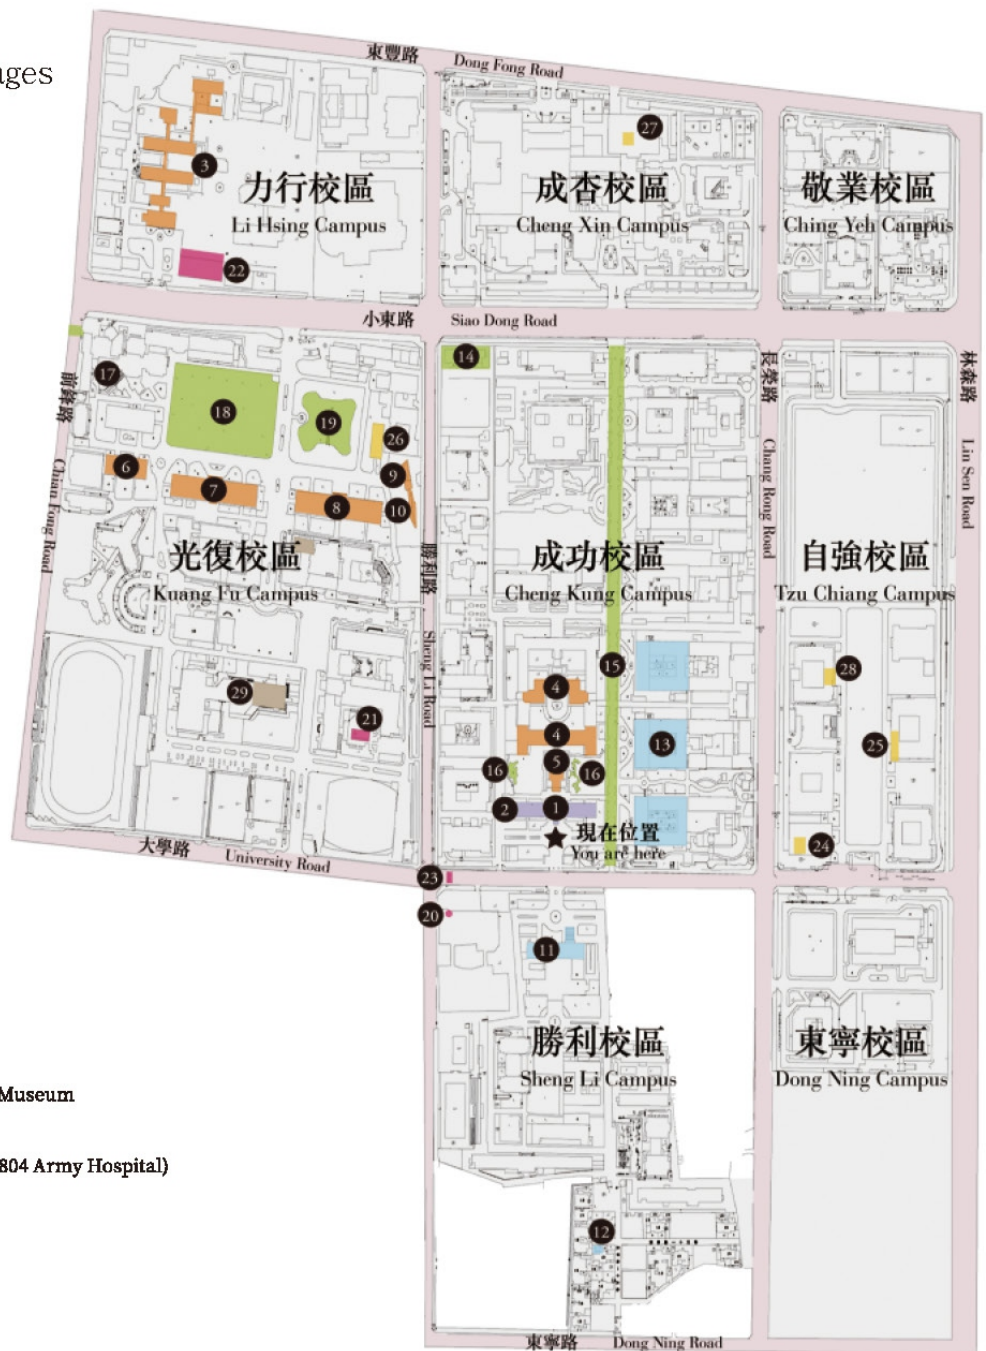 ages
東豐路
Dong Fong Road
27
3
力行校區
Li Hsing Campus
成杏校區
Cheng Xin Campus
敬業校區
Ching Yeh Campus
22
小東路
Siao Dong Road
14
17
前鋒路
Chian Fong Road
18
19
26
長榮路
Chang Rong Road
林森路
Lin Sen Road
6
7
8
9
10
光復校區
Kuang Fu Campus
勝利路
Sheng Li Road
成功校區
Cheng Kung Campus
自強校區
Tzu Chiang Campus
15
28
4
29
21
4
13
25
5
16
16
2
1
現在位置
You are here
24
大學路
University Road
23
20
11
勝利校區
Sheng Li Campus
東寧校區
Dong Ning Campus
Museum
804 Army Hospital)
12
東寧路
Dong Ning Road